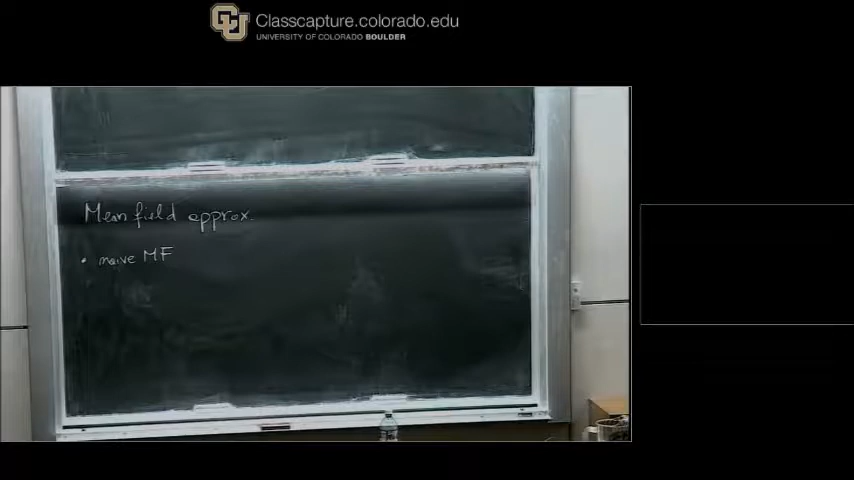 Classcapture.colorado.edu
UNIVERSITY OF COLORADO BOULDER
Mean field approx.
• naive MF